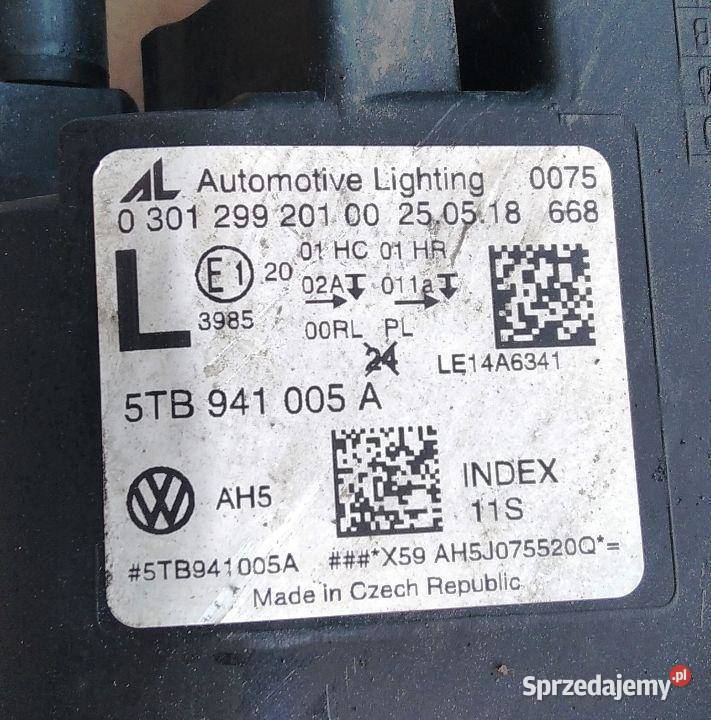 AL Automotive Lighting 0075
0 301 299 201 00 25.05.18 668
L E1 20 01 HC 01 HR
02A 011a
3985 00RL PL
24 LE14A6341
5TB 941 005 A
VW AH5 INDEX
11S
#5TB941005A ###*X59 AH5J075520Q*=
Made in Czech Republic
Sprzedajemy.pl